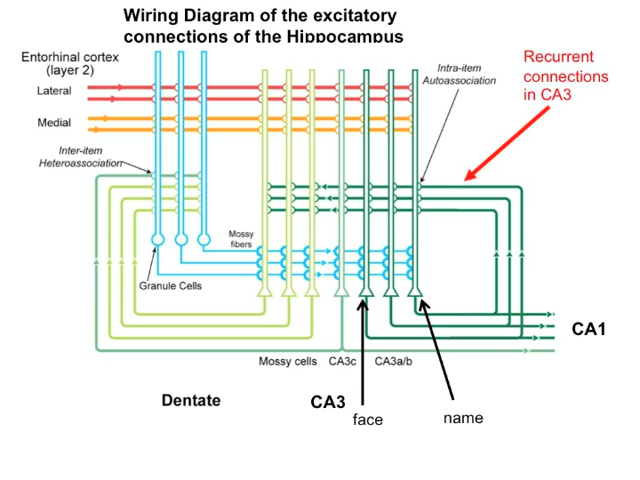 Wiring Diagram of the excitatory
connections of the Hippocampus
Entorhinal cortex
(layer 2)
Lateral
Medial
Inter-item
Heteroassociation
Intra-item
Autoassociation
Recurrent
connections
in CA3
Mossy
fibers
Granule Cells
CA1
Mossy cells
CA3c
CA3a/b
Dentate
CA3
face
name